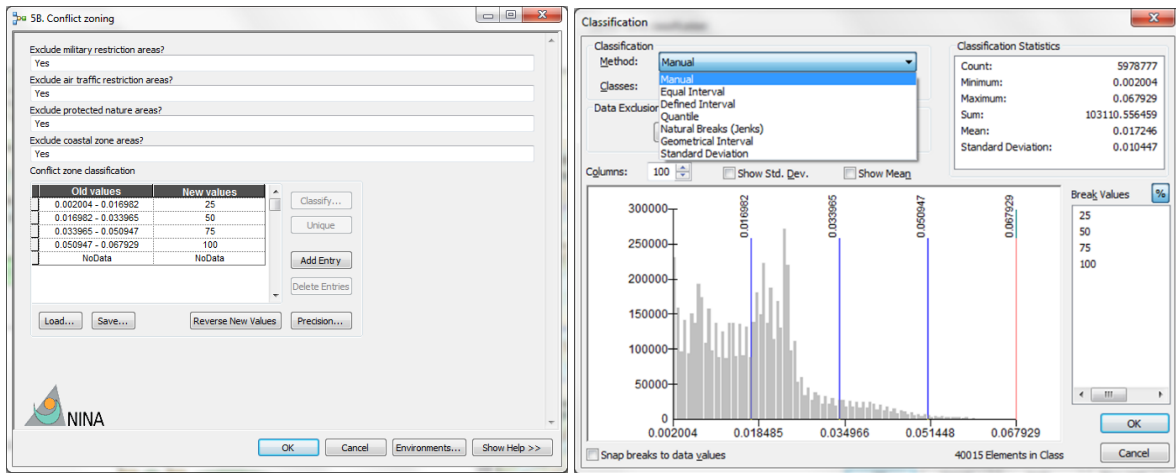 5B. Conflict zoning
Exclude military restriction areas?
Yes
Exclude air traffic restriction areas?
Yes
Exclude protected nature areas?
Yes
Exclude coastal zone areas?
Yes
Conflict zone classification
Old values New values
0.002004 - 0.016982 25
0.016982 - 0.033965 50
0.033965 - 0.050947 75
0.050947 - 0.067929 100
NoData NoData
Classify...
Unique
Add Entry
Delete Entries
Load... Save... Reverse New Values Precision...
NINA
OK Cancel Environments... Show Help >>
Classification
Classification
Method: Manual
Manual
Equal Interval
Defined Interval
Quantile
Natural Breaks (Jenks)
Geometrical Interval
Standard Deviation
Classes:
Data Exclusion
Classification Statistics
Count: 5978777
Minimum: 0.002004
Maximum: 0.067929
Sum: 103110.556459
Mean: 0.017246
Standard Deviation: 0.010447
Columns: 100 Show Std. Dev. Show Mean
Break Values %
25
50
75
100
0.016982 0.033965 0.050947 0.067929
300000
250000
200000
150000
100000
50000
0
0.002004 0.018485 0.034966 0.051448 0.067929
OK
Snap breaks to data values 40015 Elements in Class Cancel